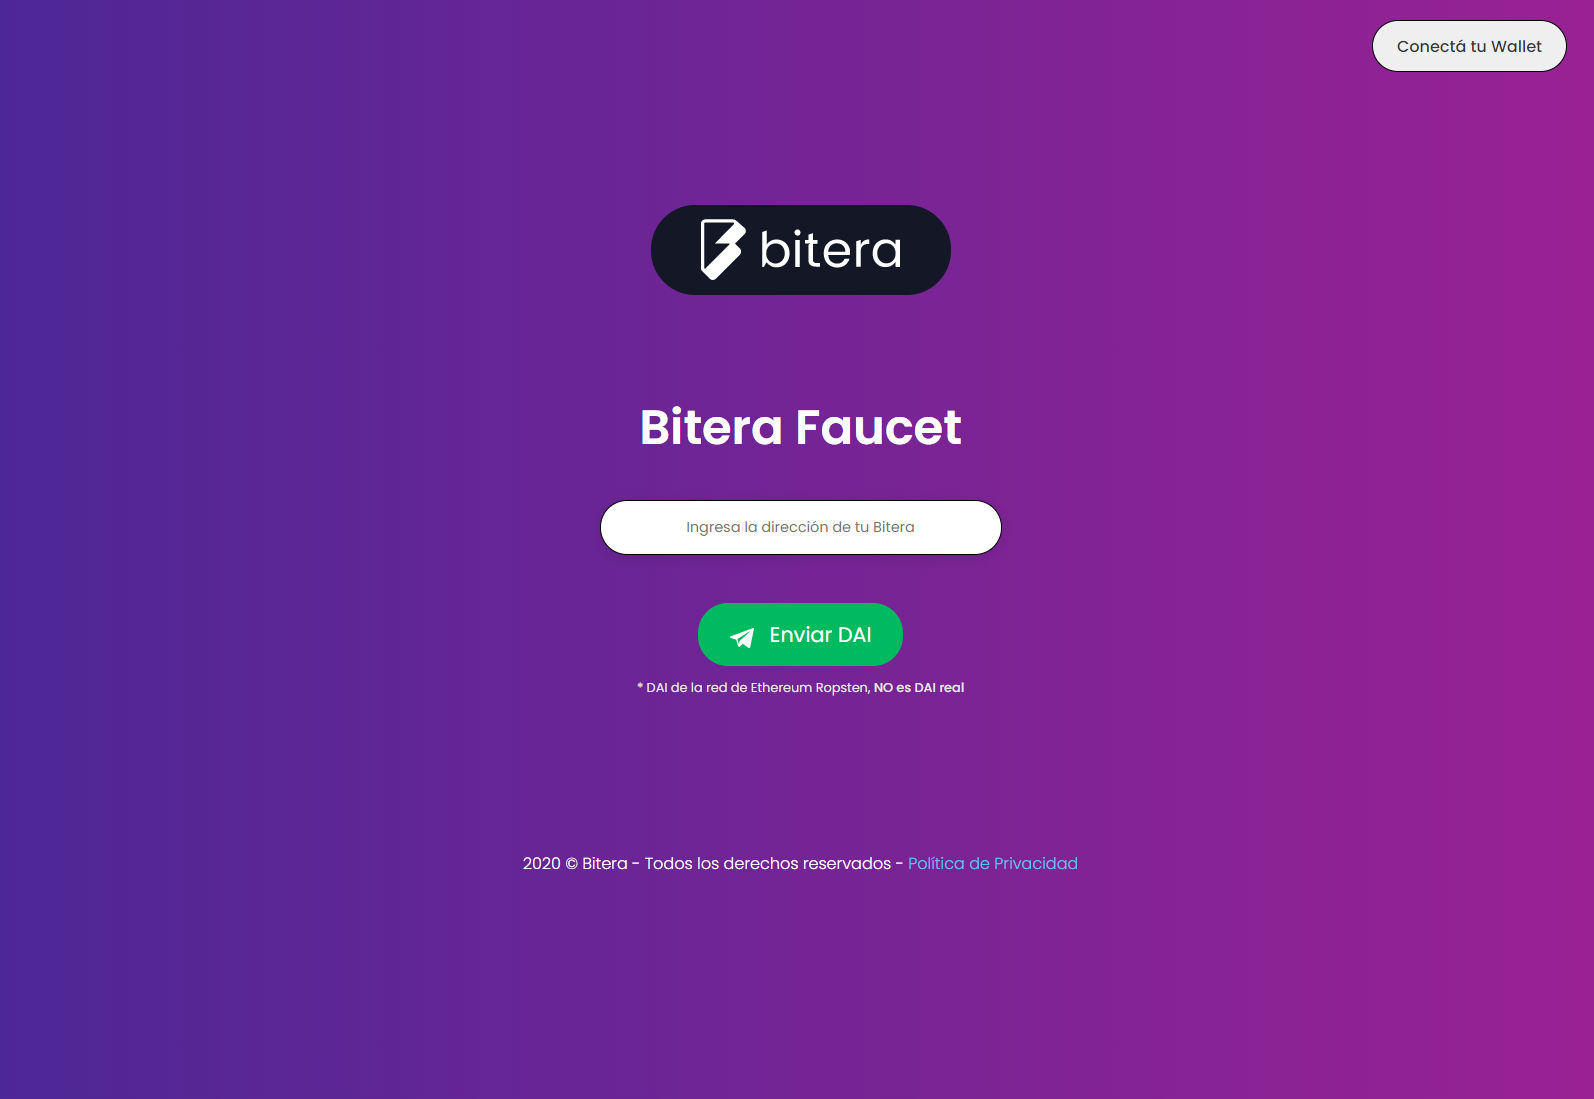 Conectá tu Wallet
bitera
Bitera Faucet
Ingresa la dirección de tu Bitera
Enviar DAI
* DAI de la red de Ethereum Ropsten, NO es DAI real
2020 © Bitera - Todos los derechos reservados - Política de Privacidad